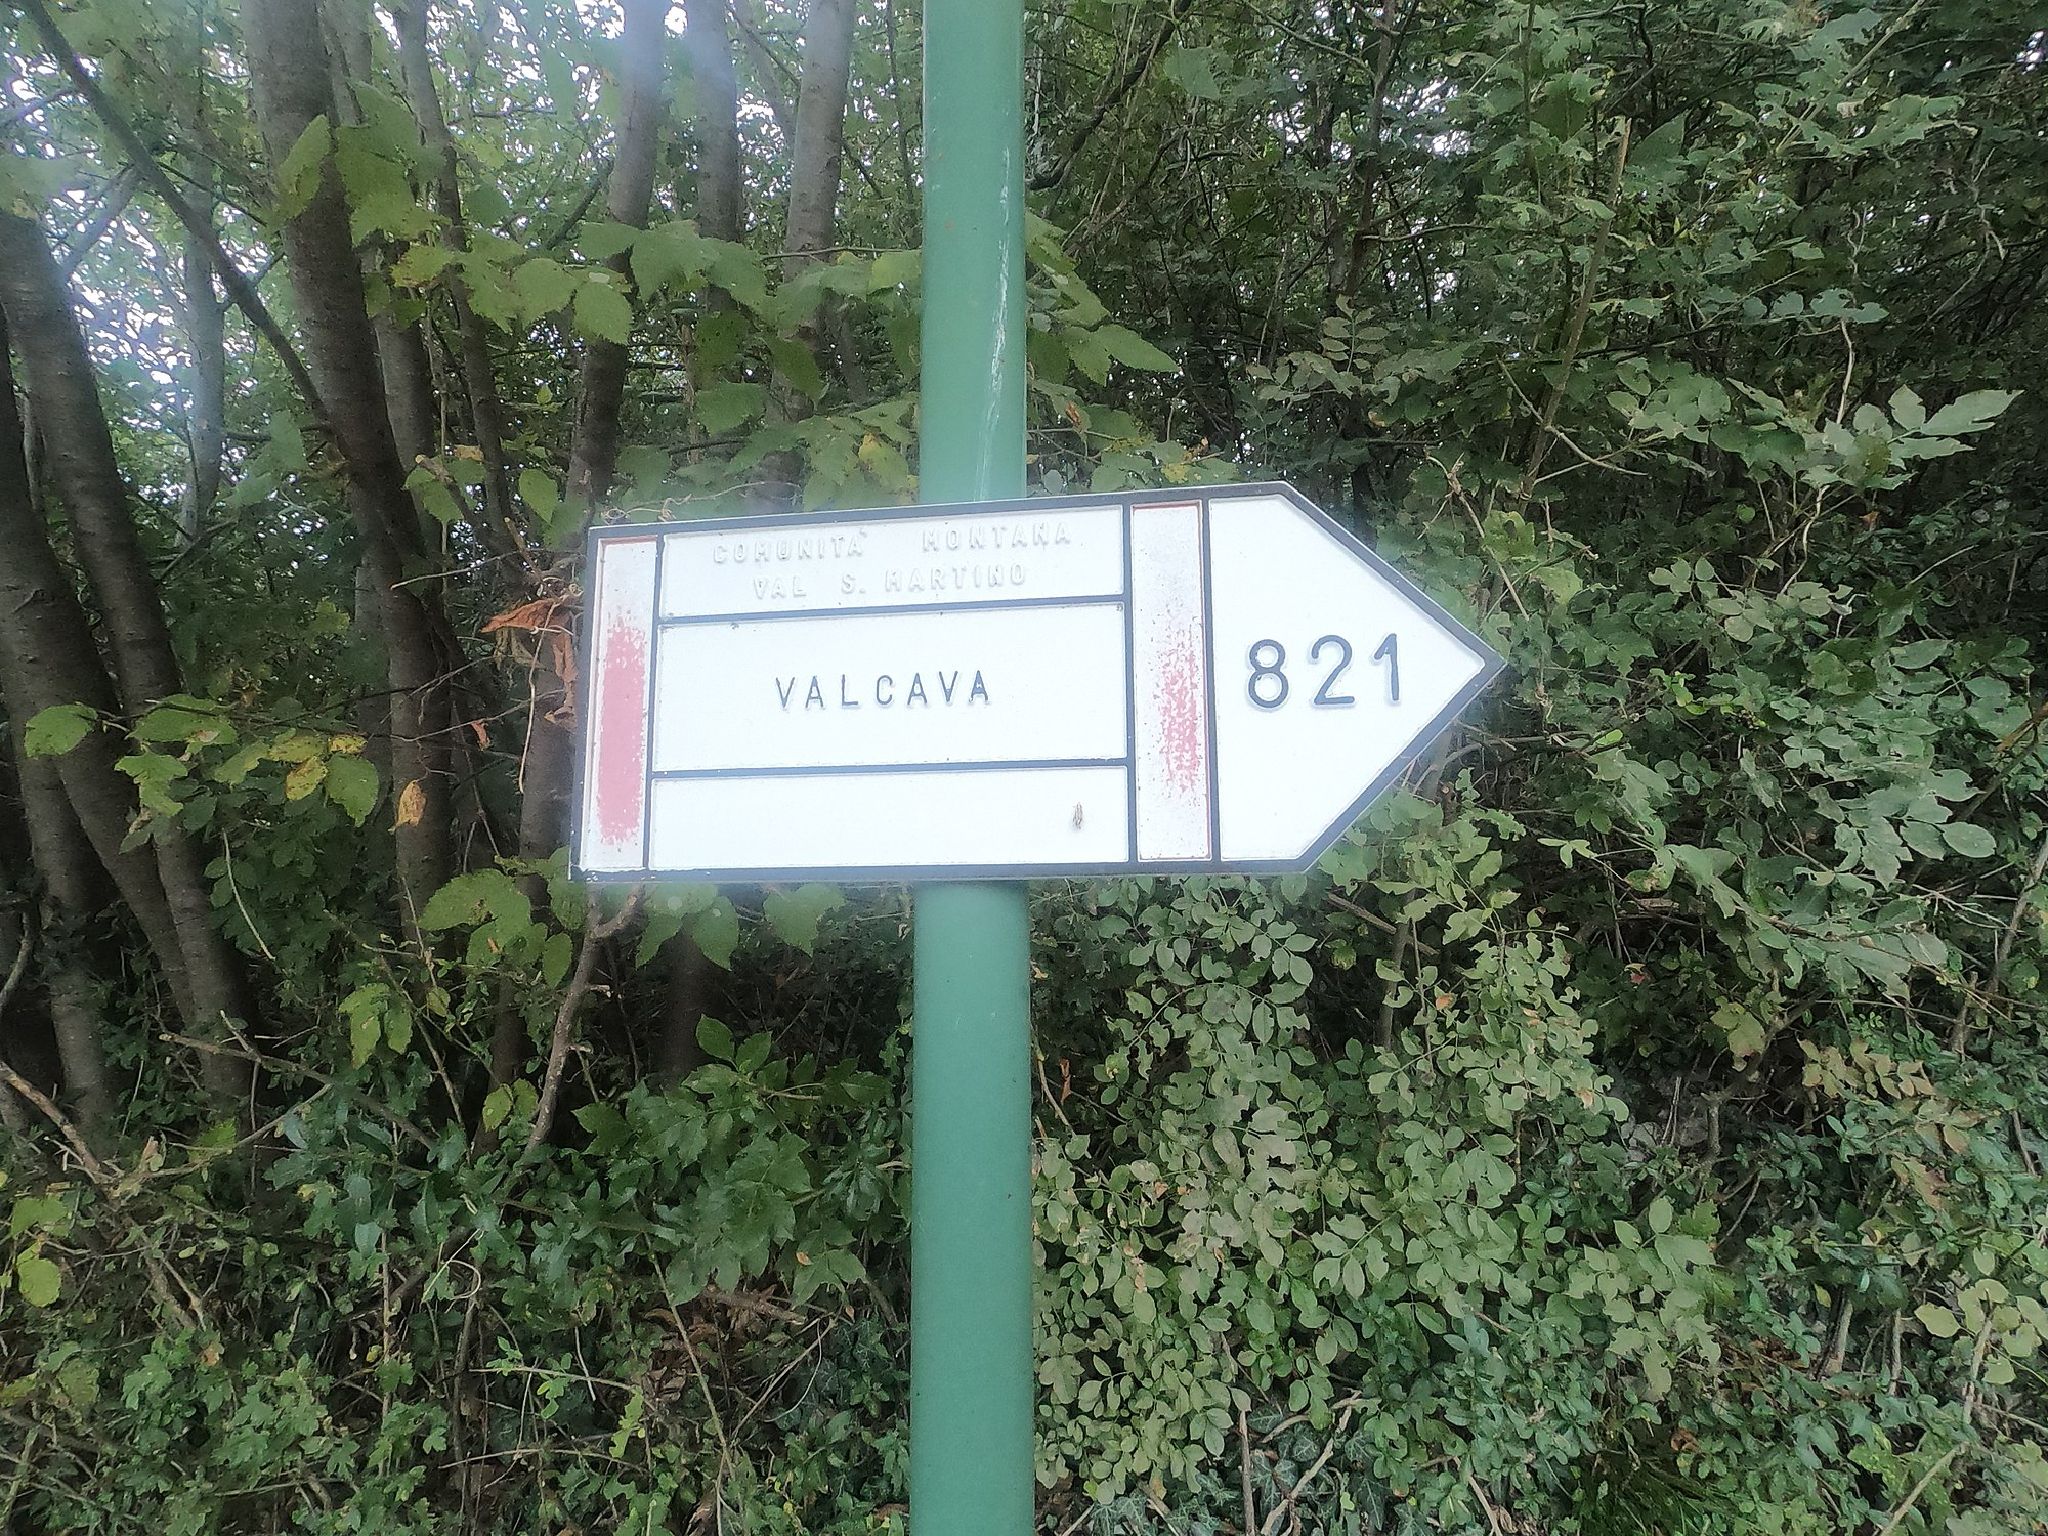 COMUNITA' MONTANA
VAL S. MARTINO
VALCAVA
821